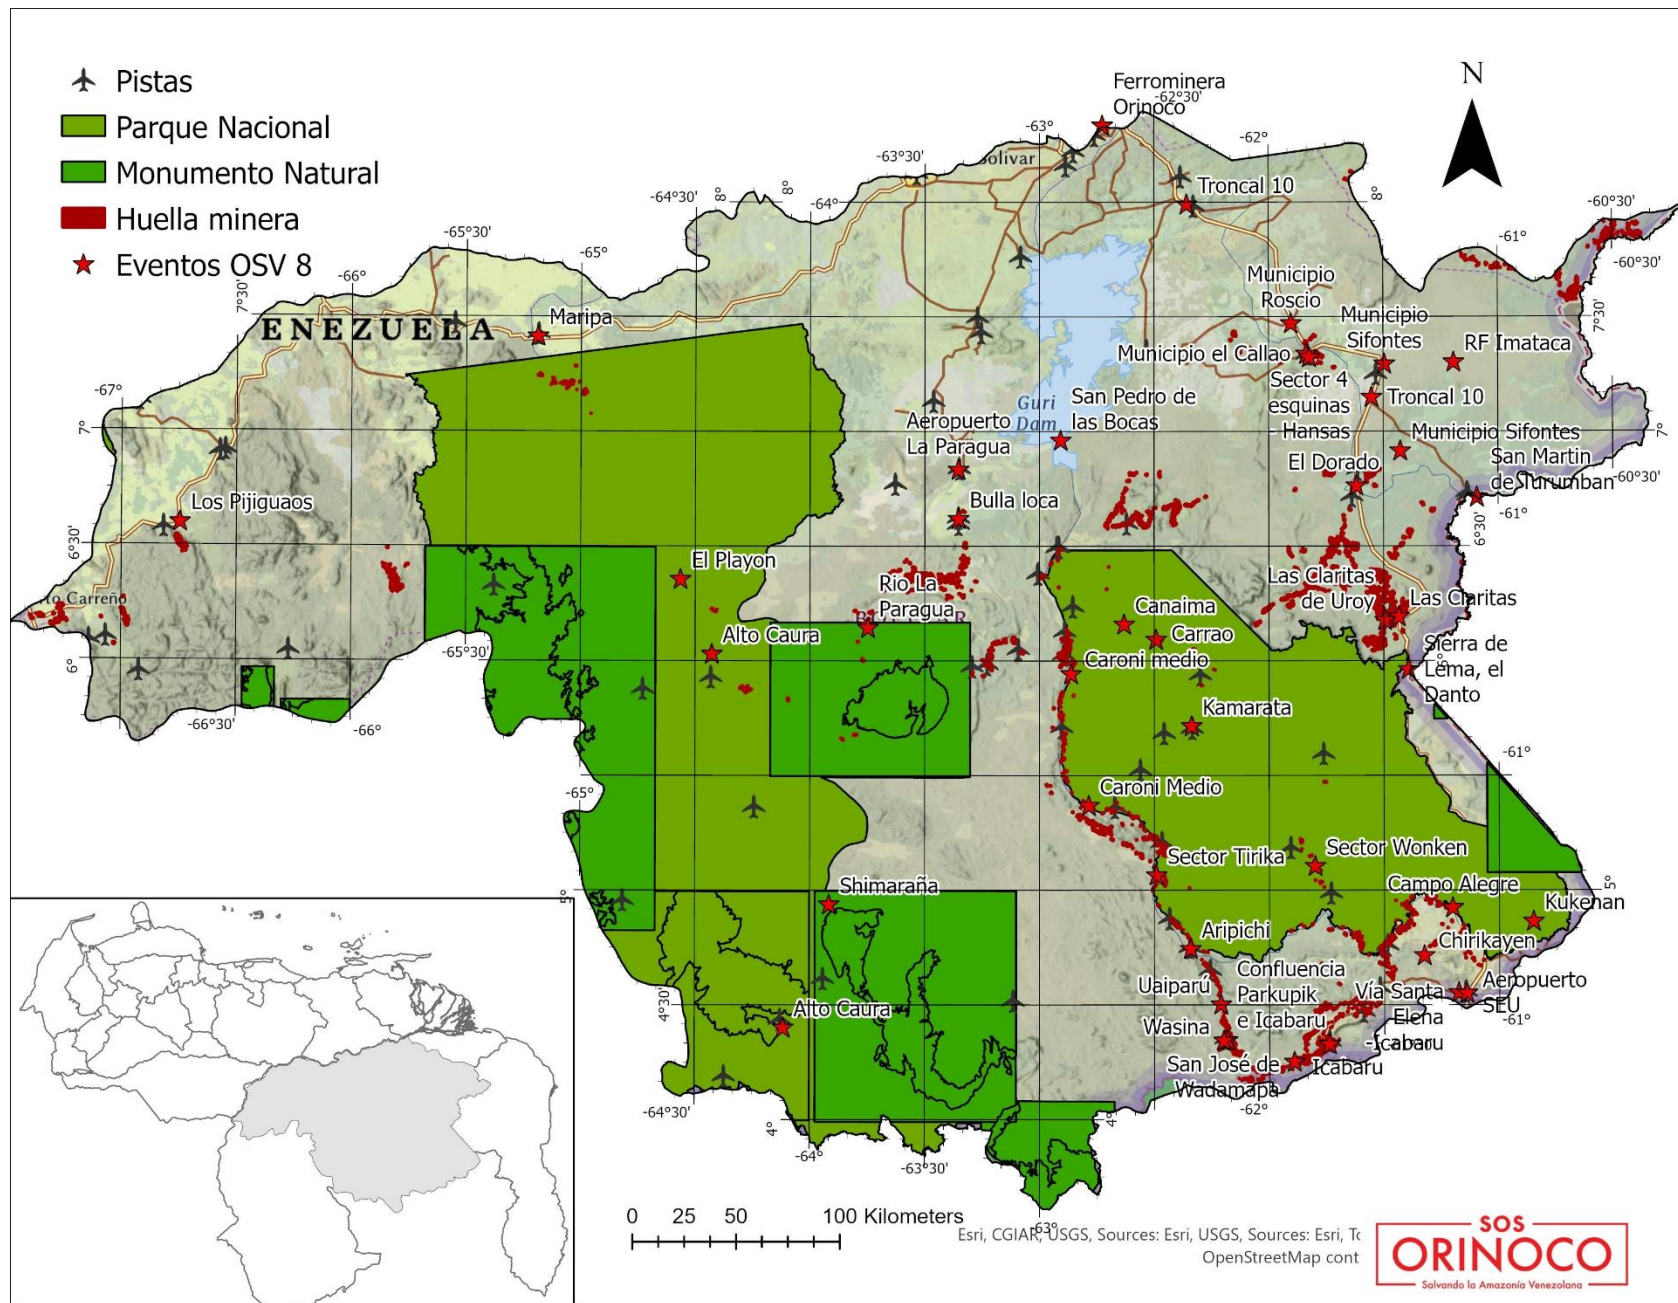 Pistas
Parque Nacional
Monumento Natural
Huella minera
Eventos OSV 8
N
Ferrominera
Orinoco
-62°30'
-63°
-62°
-63°30'
Bolivar
Troncal 10
-64°30'
8°
8°
-64°
8°
-60°30'
-61°
-60°30'
-65°30'
-65°
-66°
7°30'
Municipio
Roscio
Municipio
Sifontes
7°30'
ENEZUELA
Maripa
Municipio el Callao
RF Imataca
-67°
Sector 4
esquinas
- Hansas
Troncal 10
Guri
Dam
San Pedro de
las Bocas
7°
Aeropuerto
La Paragua
7°
Municipio Sifontes
El Dorado
San Martin
de Turumban
-60°30'
-61°
Los Pijiguaos
Bulla loca
6°30'
6°30'
El Playon
Rio La
Paragua
Las Claritas
de Uroy
Las Claritas
to Carreño
Canaima
Carrao
Alto Caura
Caroni medio
Sierra de
Lema, el
Danto
6°
-65°30'
-66°30'
-66°
Kamarata
-61°
-65°
Caroni Medio
Sector Tirika
Sector Wonken
5°
Shimaraña
Campo Alegre
5°
Kukenan
Aripichi
Chirikayen
Uaiparú
Confluencia
Parkupik
e Icabaru
Vía Santa
Elena
-Icabaru
Aeropuerto
SEU
-61°
4°30'
Alto Caura
Wasina
San José de
Wadamapa
Icabaru
-62°
-64°30'
4°
4°
-64°
-63°30'
-63°
0 25 50 100 Kilometers
Esri, CGIAR, USGS, Sources: Esri, USGS, Sources: Esri,
OpenStreetMap cont
SOS
ORINOCO
Salvando la Amazonía Venezolana